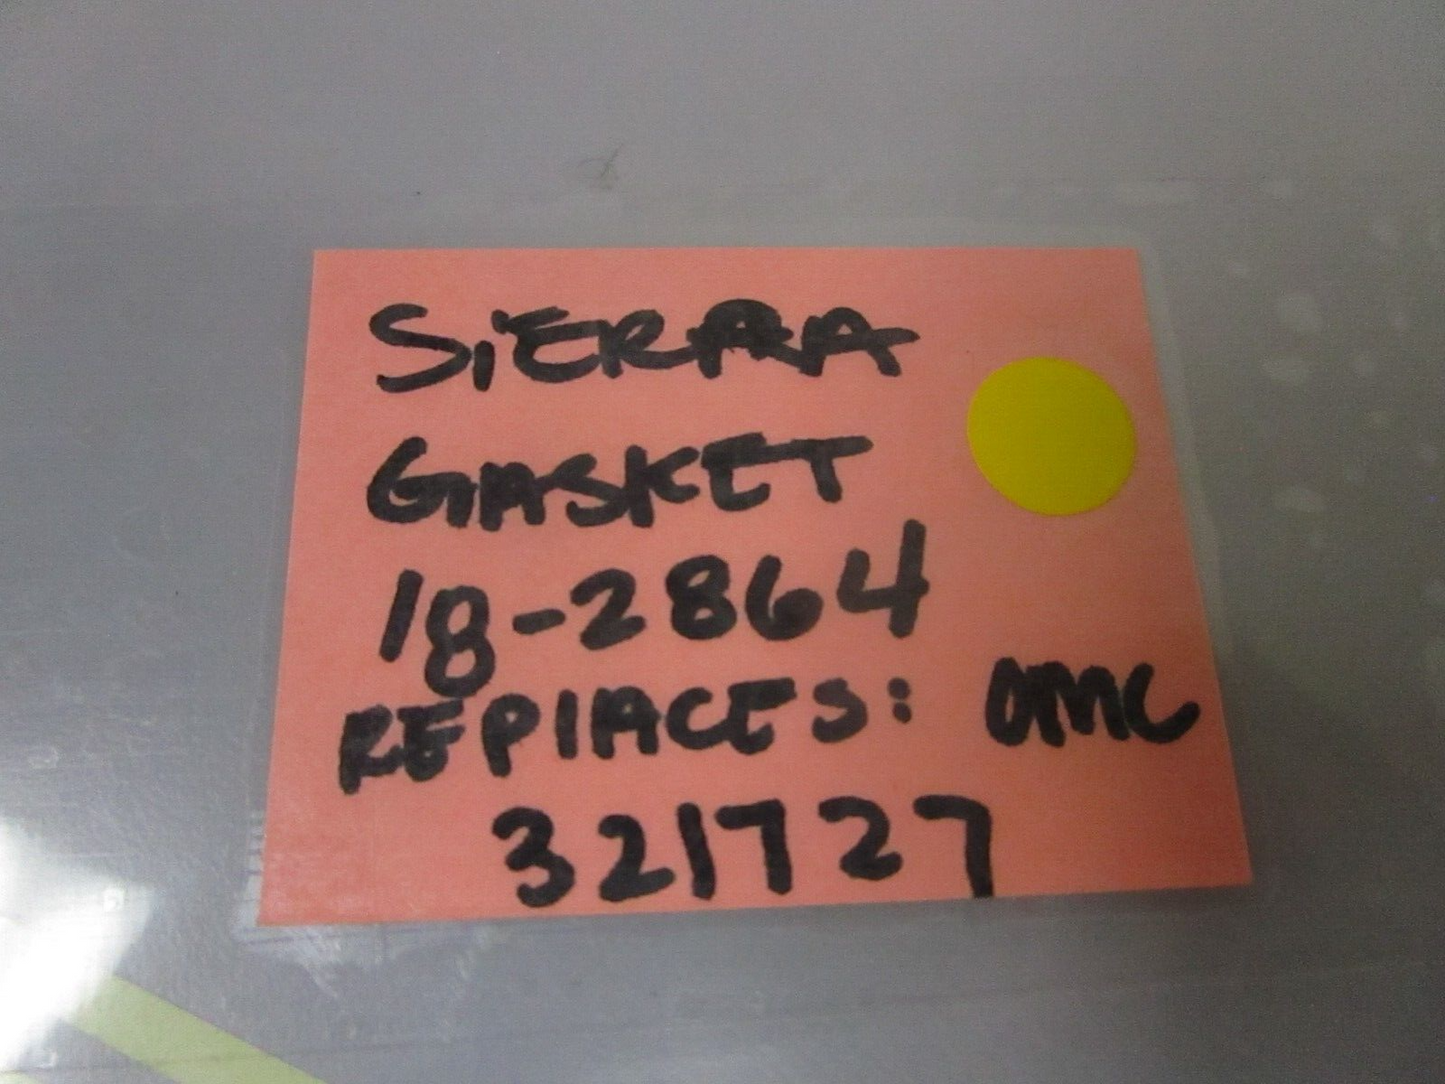 SiERRA
GASKET
18-2864
REPlACES: OMC
321727